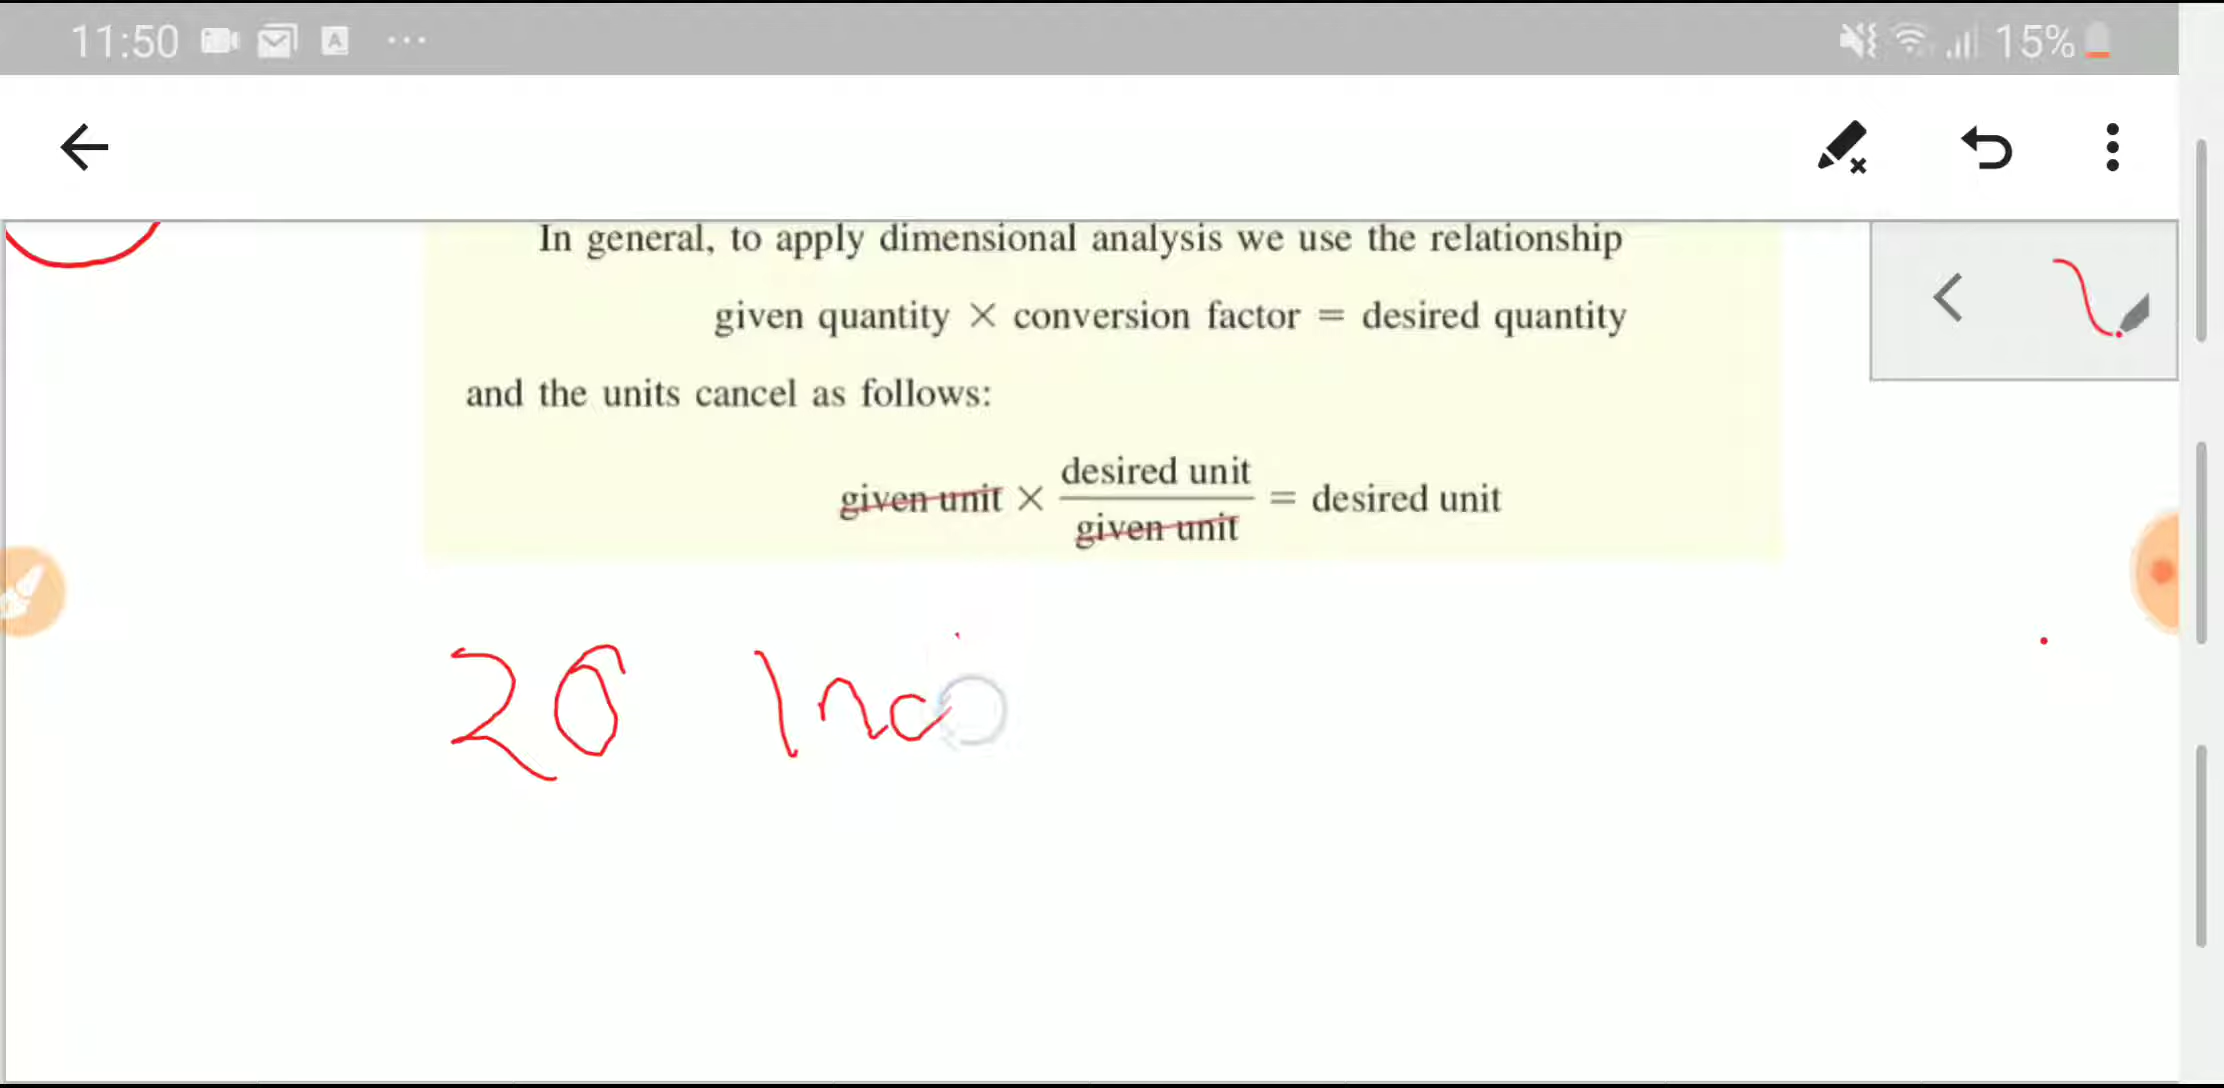 11:50 A ... 15%
In general, to apply dimensional analysis we use the relationship
given quantity × conversion factor = desired quantity
and the units cancel as follows:
given unit × desired unit / given unit = desired unit
20 Inc